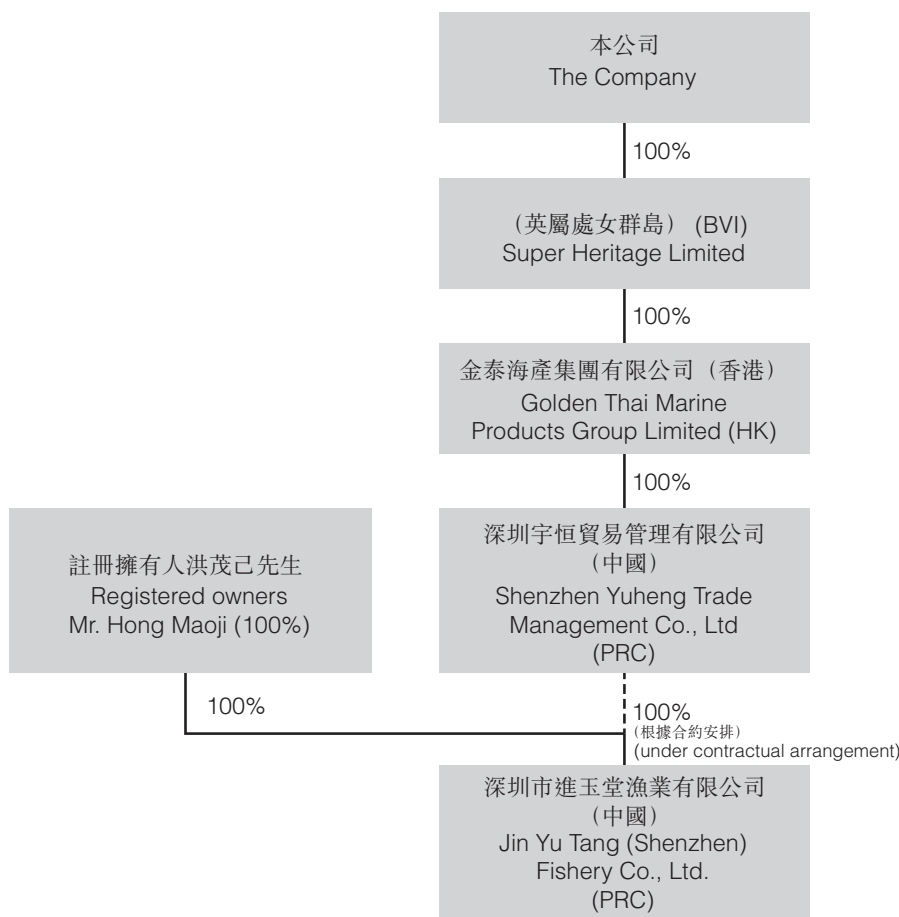 本公司
The Company
100%
（英屬處女群島） (BVI)
Super Heritage Limited
100%
金泰海產集團有限公司（香港）
Golden Thai Marine
Products Group Limited (HK)
100%
深圳宇恒貿易管理有限公司
（中國）
Shenzhen Yuheng Trade
Management Co., Ltd
(PRC)
註冊擁有人洪茂己先生
Registered owners
Mr. Hong Maoji (100%)
100%
100%
（根據合約安排）
(under contractual arrangement)
深圳市進玉堂漁業有限公司
（中國）
Jin Yu Tang (Shenzhen)
Fishery Co., Ltd.
(PRC)